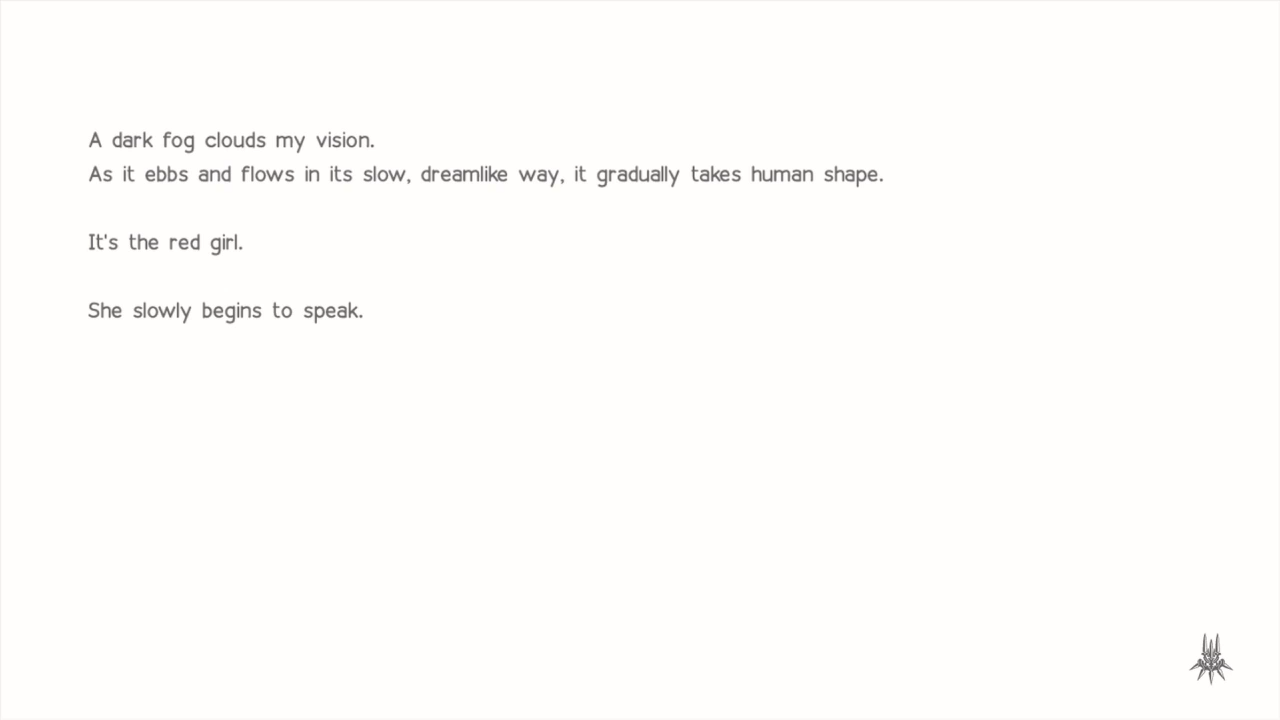 A dark fog clouds my vision.
As it ebbs and flows in its slow, dreamlike way, it gradually takes human shape.
It's the red girl.
She slowly begins to speak.